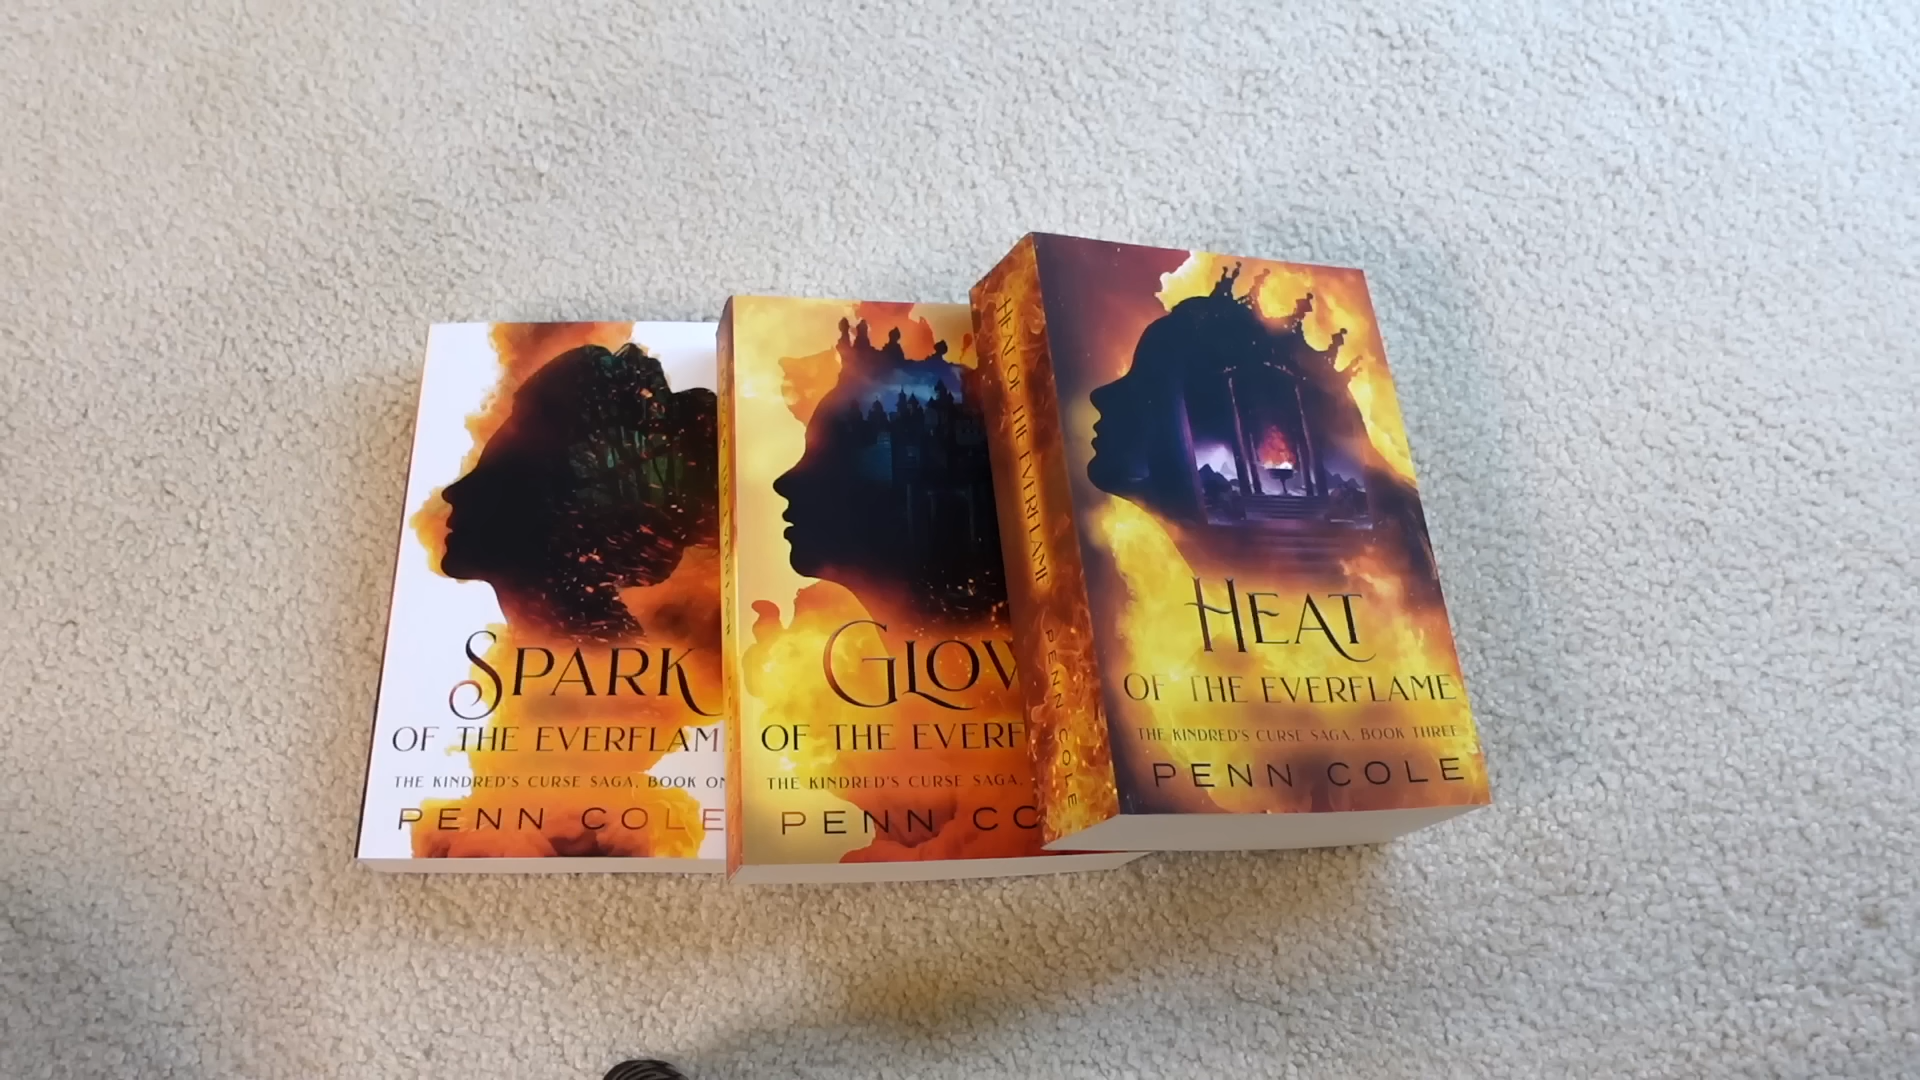 SPARK
OF THE EVERFLAM
THE KINDRED'S CURSE SAGA, BOOK ON
PENN COLE
GLOW
OF THE EVERF
THE KINDRED'S CURSE SAGA,
PENN CO
HEAT OF THE EVERFLAME
PENN COLE
HEAT
OF THE EVERFLAME
THE KINDRED'S CURSE SAGA, BOOK THREE
PENN COLE